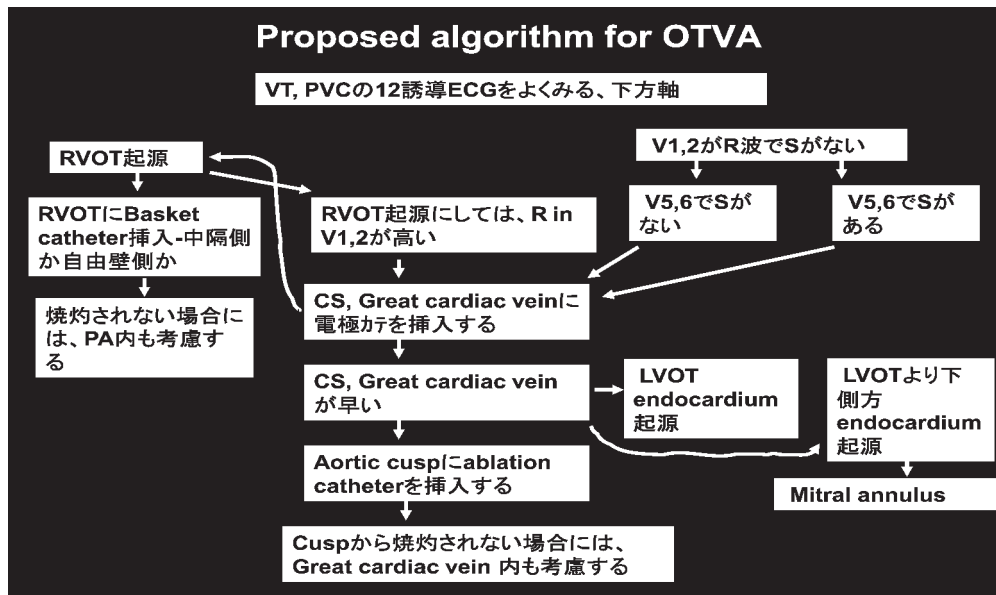 Proposed algorithm for OTVA
VT, PVCの12誘導ECGをよくみる、下方軸
RVOT起源
RVOTにBasket
catheter挿入-中隔側
か自由壁側か
焼灼されない場合に
は、PA内も考慮す
る
RVOT起源にしては、R in
V1,2が高い
V1,2がR波でSがない
V5,6でSが
ない
V5,6でSが
ある
CS, Great cardiac veinに
電極ｶﾃを挿入する
CS, Great cardiac vein
が早い
LVOT
endocardium
起源
LVOTより下
側方
endocardium
起源
Mitral annulus
Aortic cuspにablation
catheterを挿入する
Cuspから焼灼されない場合には、
Great cardiac vein 内も考慮する